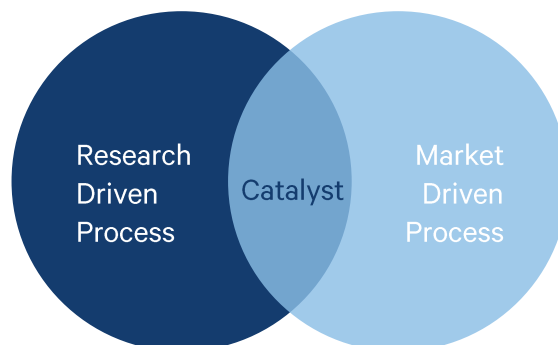 Research
Driven
Process
Catalyst
Market
Driven
Process